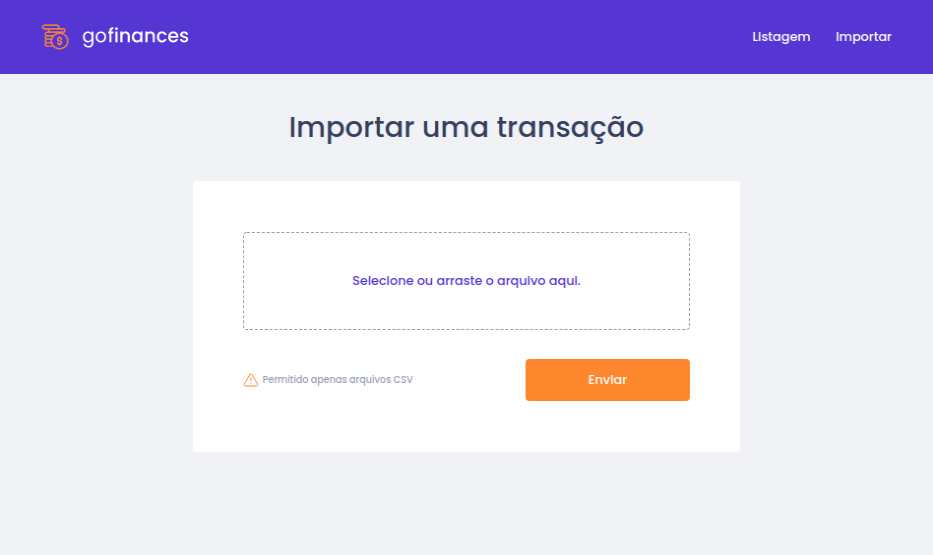 gofinances
Listagem
Importar
Importar uma transação
Selecione ou arraste o arquivo aqui.
Permitido apenas arquivos CSV
Enviar